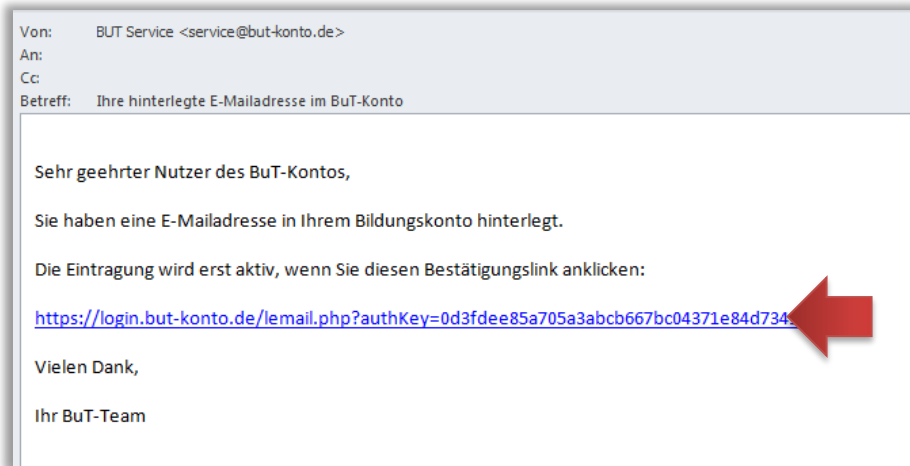 Von: BUT Service <service@but-konto.de>
An:
Cc:
Betreff: Ihre hinterlegte E-Mailadresse im BuT-Konto
Sehr geehrter Nutzer des BuT-Kontos,
Sie haben eine E-Mailadresse in Ihrem Bildungskonto hinterlegt.
Die Eintragung wird erst aktiv, wenn Sie diesen Bestätigungslink anklicken:
https://login.but-konto.de/lemail.php?authKey=0d3fdee85a705a3abcb667bc04371e84d734
Vielen Dank,
Ihr BuT-Team